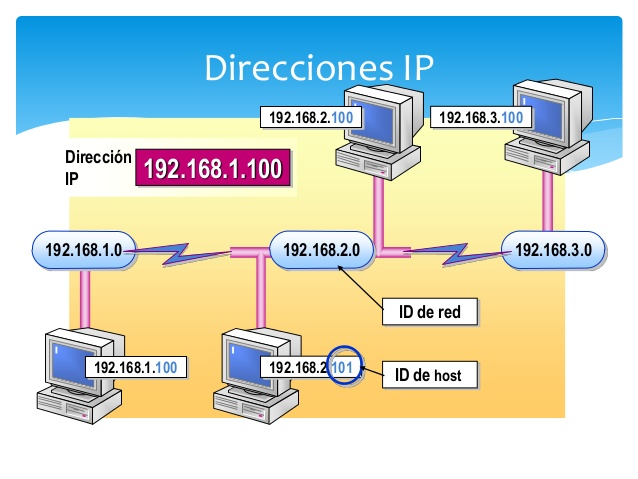 Direcciones IP
192.168.2.100
192.168.3.100
Dirección
IP
192.168.1.100
192.168.1.0
192.168.2.0
192.168.3.0
ID de red
192.168.1.100
192.168.2.101
ID de host